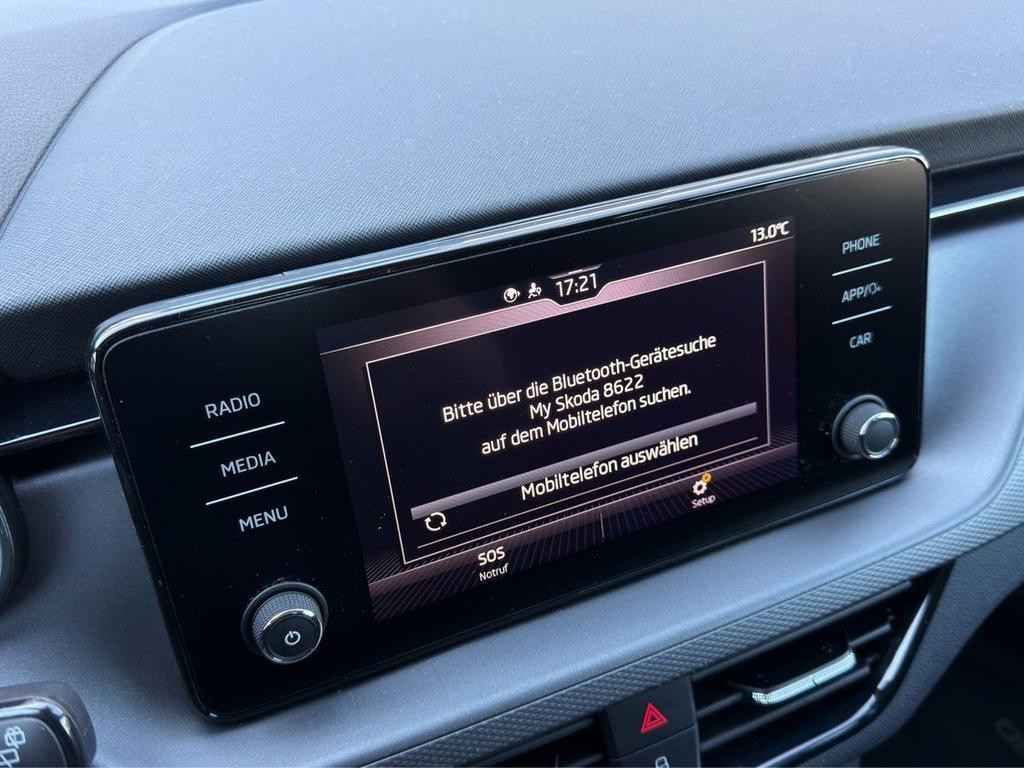 13.0°C
17:21
PHONE
APP/
CAR
RADIO
MEDIA
MENU
Bitte über die Bluetooth-Gerätesuche
My Skoda 8622
auf dem Mobiltelefon suchen.
Mobiltelefon auswählen
Setup
SOS
Notruf